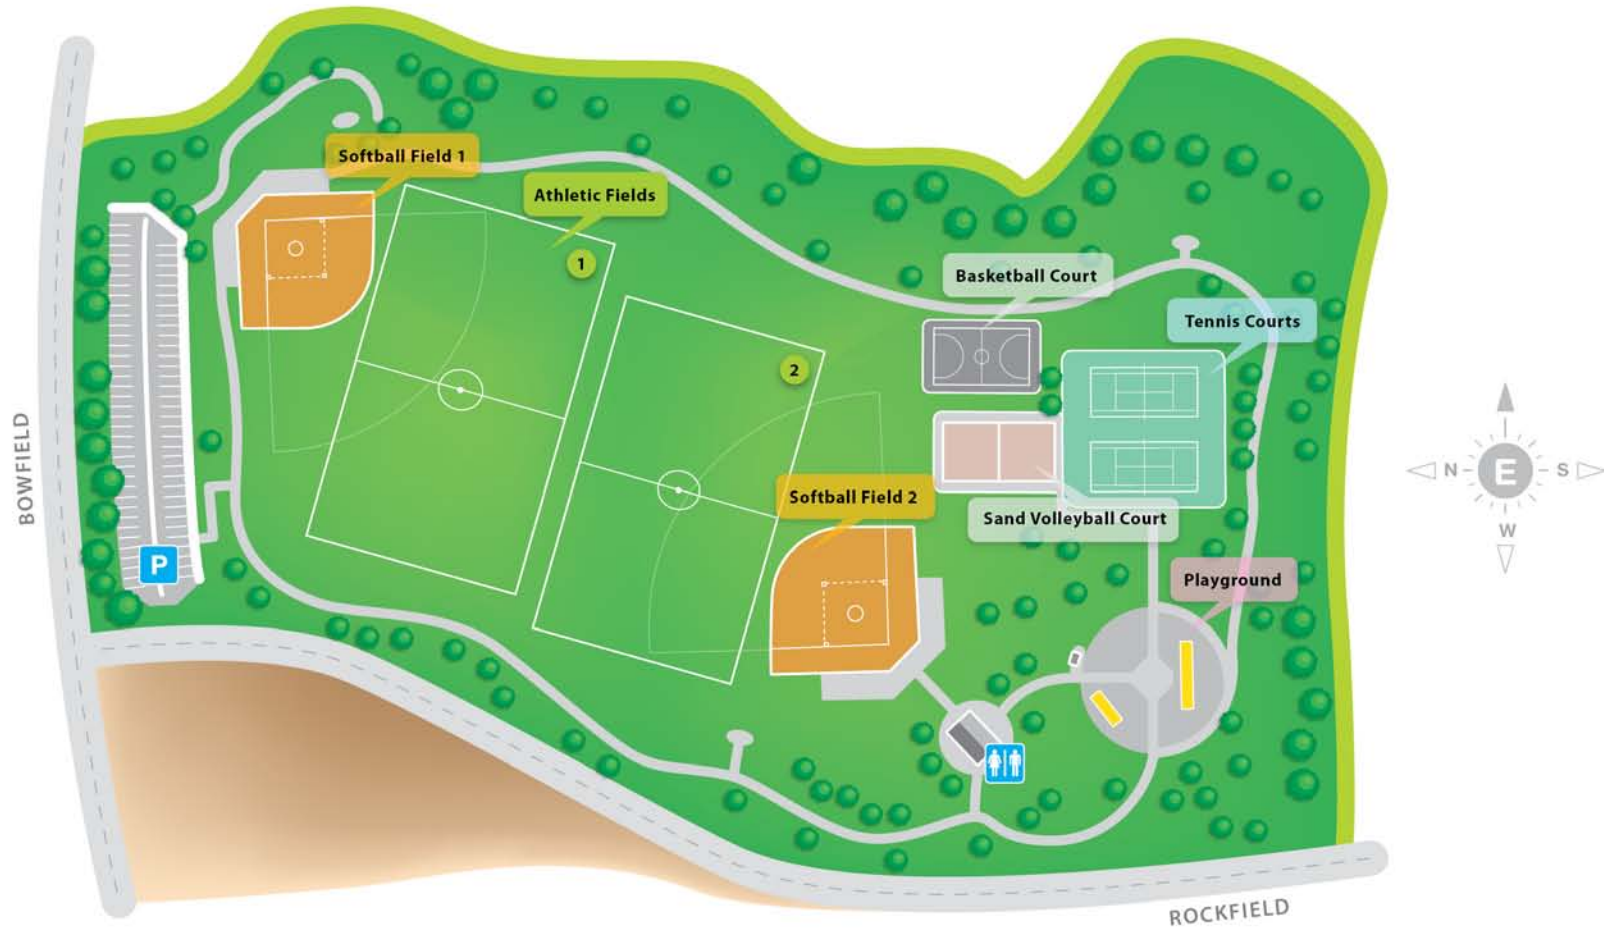 Softball Field 1
Athletic Fields
1
Basketball Court
Tennis Courts
2
BOWFIELD
N
E
S
W
Softball Field 2
Sand Volleyball Court
P
Playground
ROCKFIELD